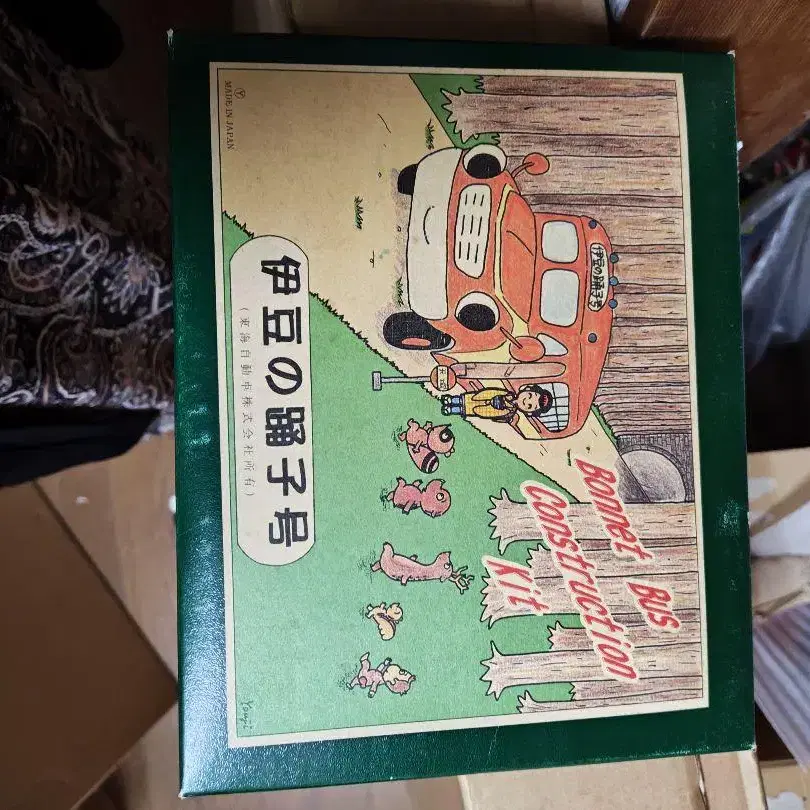 Bonnet Bus
Construction
Kit
伊豆の踊子号
伊豆の踊子号
(東海自動車株式会社所有)
Ⓨ MADE IN JAPAN